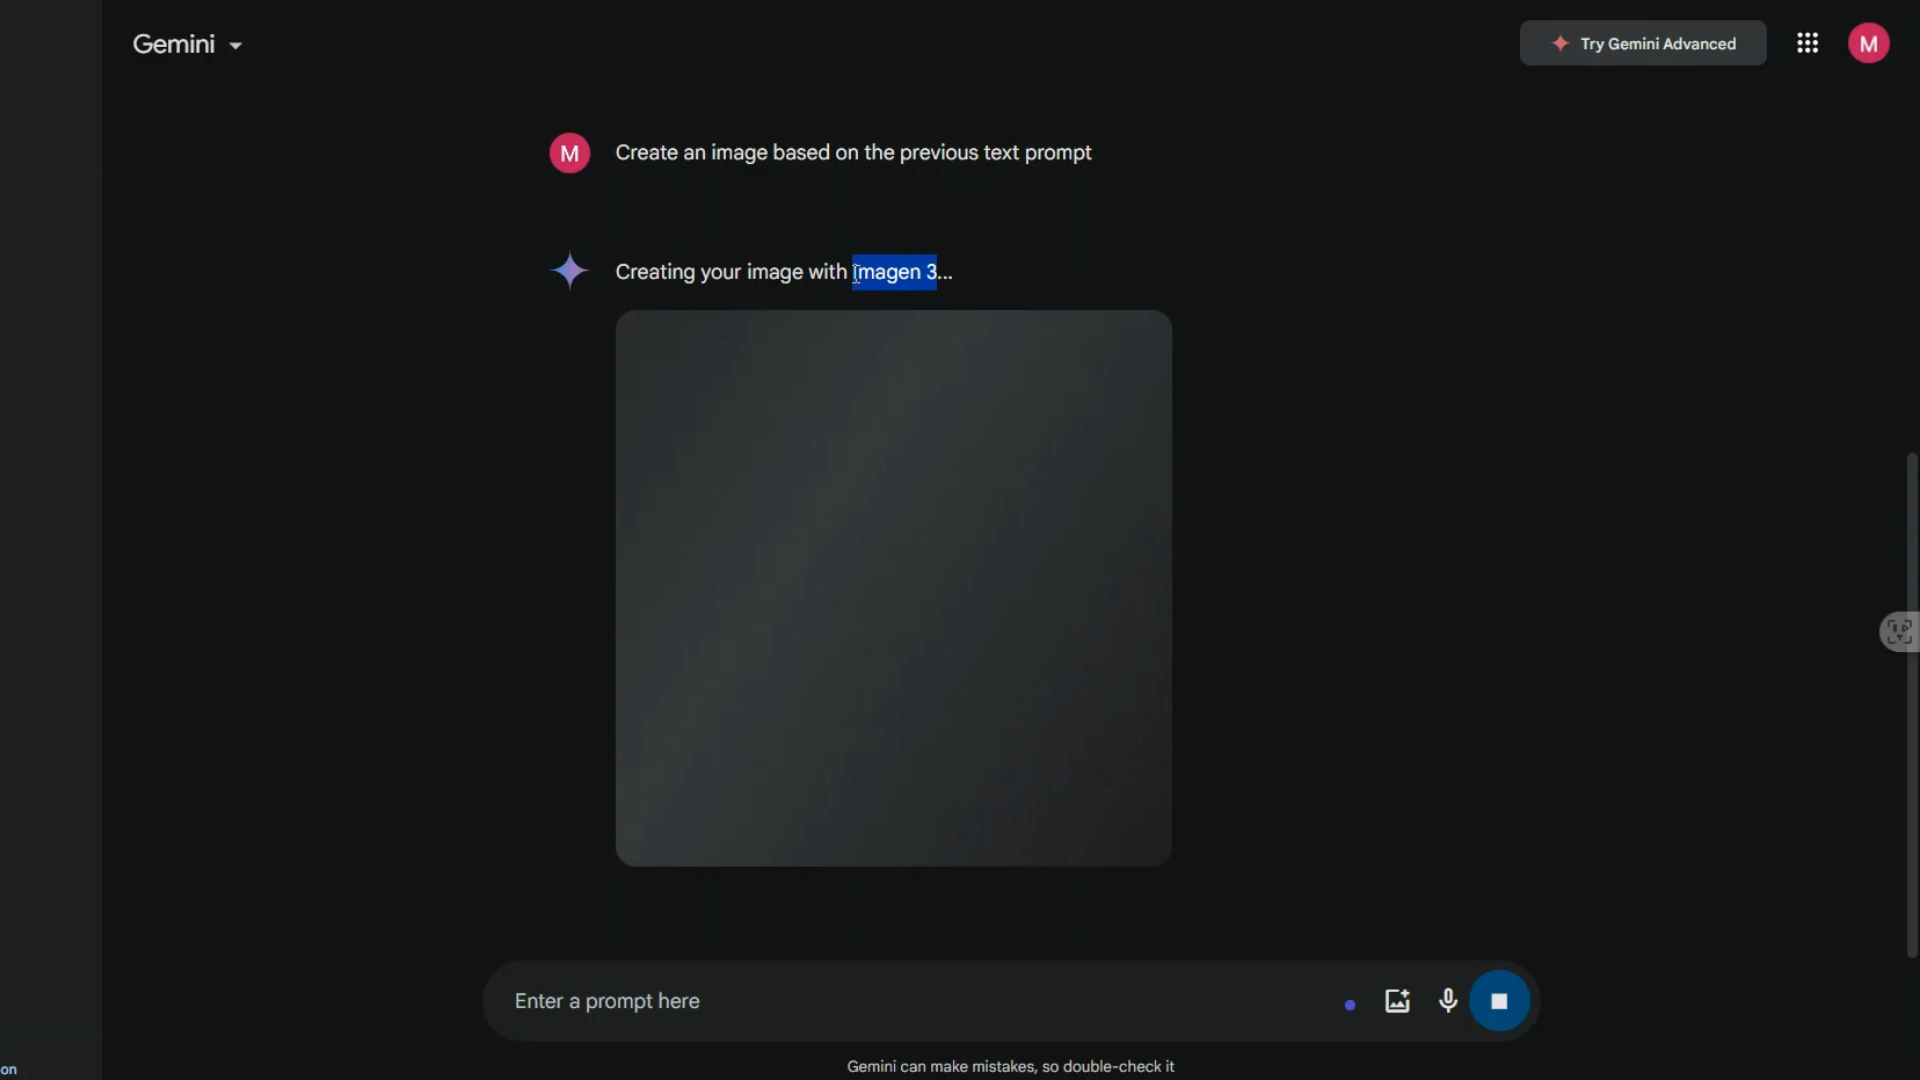 Gemini
Try Gemini Advanced
M
M
Create an image based on the previous text prompt
Creating your image with Imagen 3...
Enter a prompt here
Gemini can make mistakes, so double-check it
on